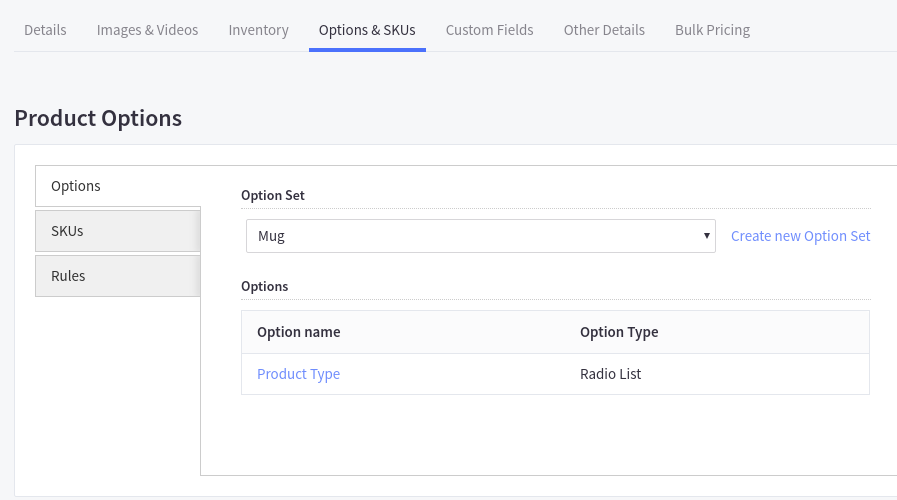 Details Images & Videos Inventory Options & SKUs Custom Fields Other Details Bulk Pricing
Product Options
Options
SKUs
Rules
Option Set
Mug Create new Option Set
Options
Option name Option Type
Product Type Radio List